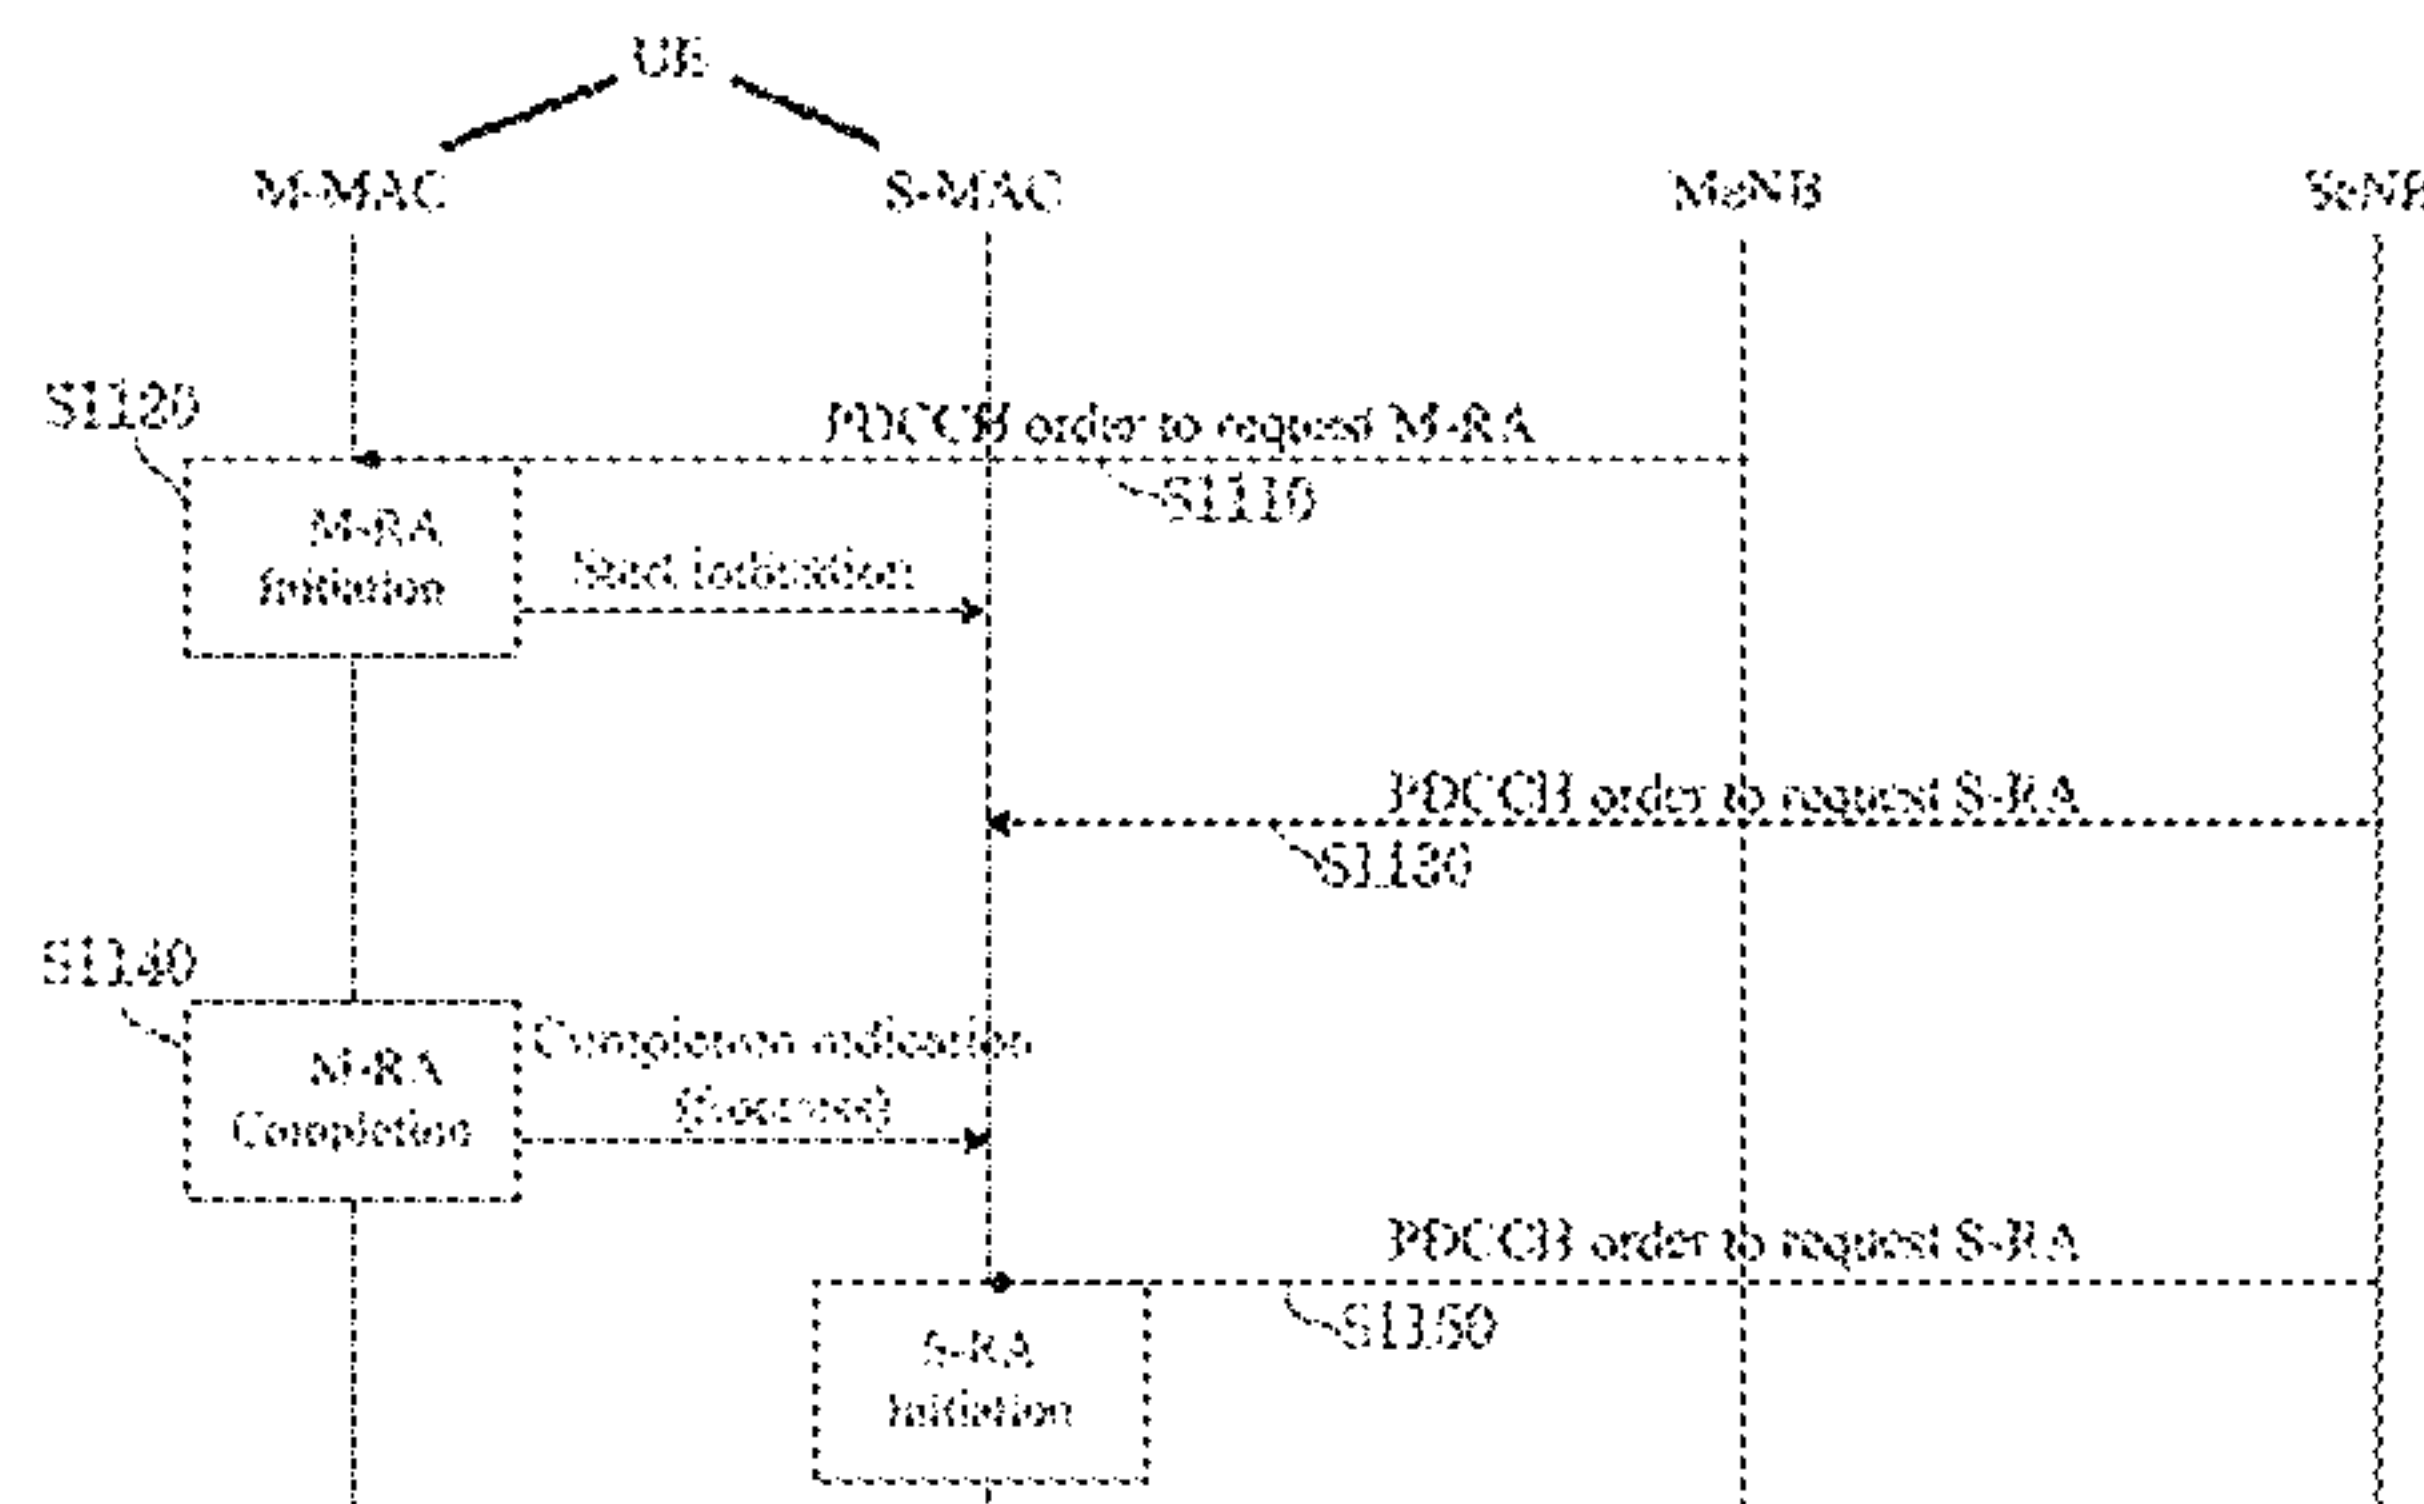 UE
M-MAC
S-MAC
MeNB
SeNB
S1120
PDCCH order to request M-RA
S1110
M-RA
Initiation
Start indication
PDCCH order to request S-RA
S1130
S1140
M-RA
Completion
Completion indication
(Success)
PDCCH order to request S-RA
S1150
S-RA
Initiation